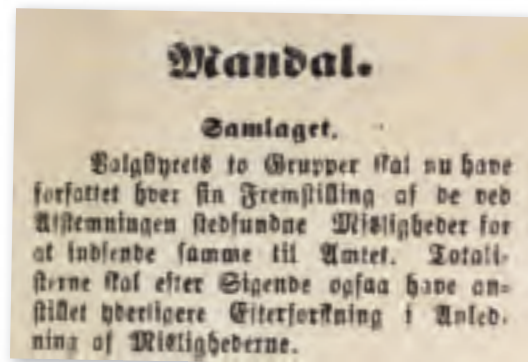 Mandal.
Samlaget.
Valgstyrets to Grupper skal nu have
forfattet hver sin Fremstilling af de ved
Afstemningen stedfundne Misligheder for
at indsende samme til Amtet. Totali-
sterne skal efter Sigende ogsaa have an-
stillet yderligere Efterforskning i Anled-
ning af Mislighederne.